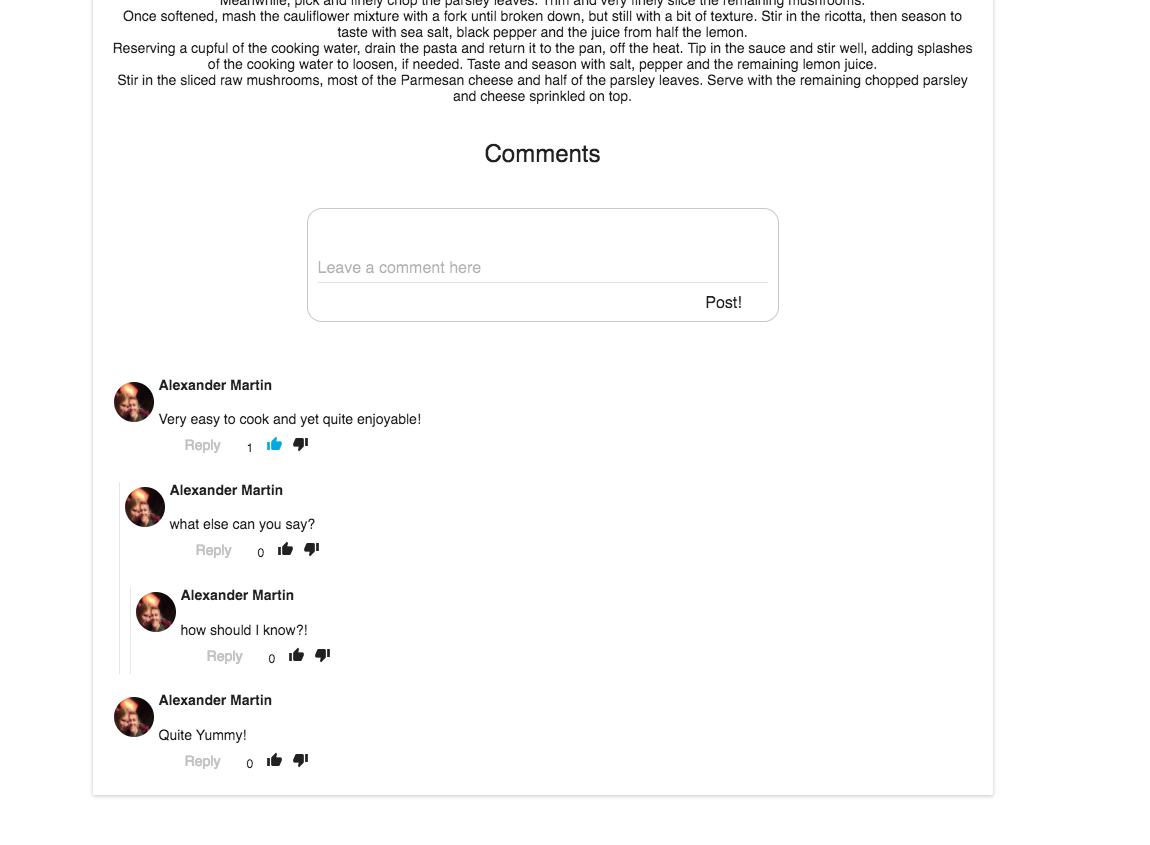 Meanwhile, pick and finely chop the parsley leaves. Trim and very finely slice the remaining mushrooms.
Once softened, mash the cauliflower mixture with a fork until broken down, but still with a bit of texture. Stir in the ricotta, then season to
taste with sea salt, black pepper and the juice from half the lemon.
Reserving a cupful of the cooking water, drain the pasta and return it to the pan, off the heat. Tip in the sauce and stir well, adding splashes
of the cooking water to loosen, if needed. Taste and season with salt, pepper and the remaining lemon juice.
Stir in the sliced raw mushrooms, most of the Parmesan cheese and half of the parsley leaves. Serve with the remaining chopped parsley
and cheese sprinkled on top.
Comments
Leave a comment here
Post!
Alexander Martin
Very easy to cook and yet quite enjoyable!
Reply 1
Alexander Martin
what else can you say?
Reply 0
Alexander Martin
how should I know?!
Reply 0
Alexander Martin
Quite Yummy!
Reply 0